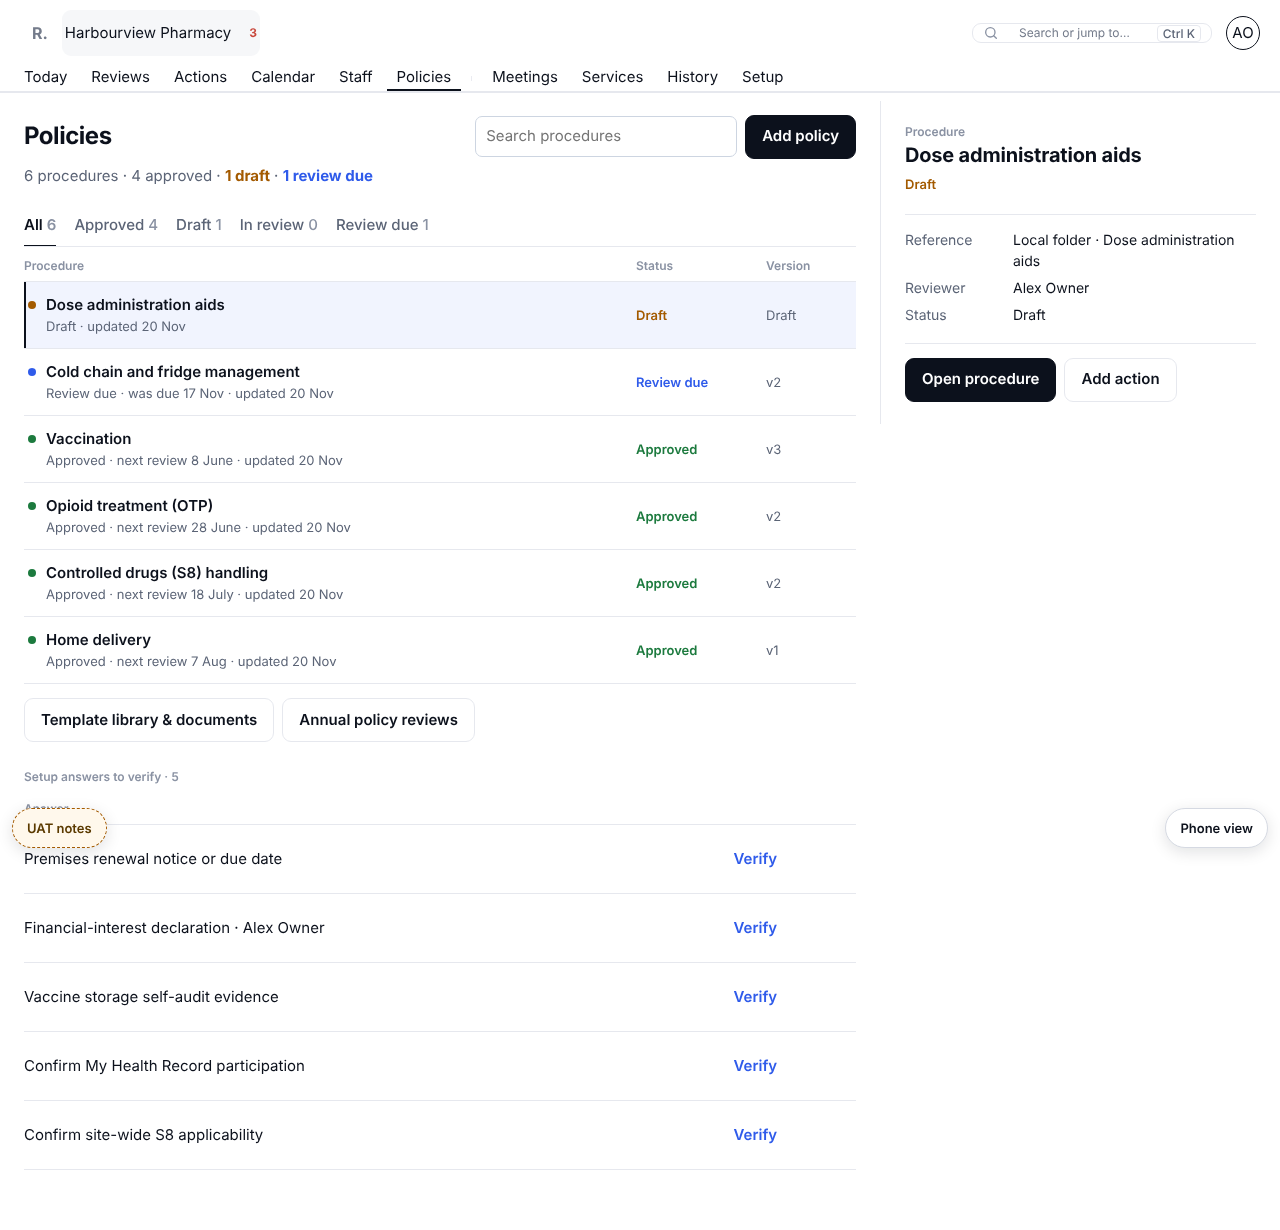 R. Harbourview Pharmacy 3
Search or jump to... Ctrl K AO
Today Reviews Actions Calendar Staff Policies Meetings Services History Setup
Policies
Search procedures
Add policy
6 procedures · 4 approved · 1 draft · 1 review due
All 6 Approved 4 Draft 1 In review 0 Review due 1
Procedure Status Version
Dose administration aids
Draft · updated 20 Nov
Draft Draft
Cold chain and fridge management
Review due · was due 17 Nov · updated 20 Nov
Review due v2
Vaccination
Approved · next review 8 June · updated 20 Nov
Approved v3
Opioid treatment (OTP)
Approved · next review 28 June · updated 20 Nov
Approved v2
Controlled drugs (S8) handling
Approved · next review 18 July · updated 20 Nov
Approved v2
Home delivery
Approved · next review 7 Aug · updated 20 Nov
Approved v1
Template library & documents
Annual policy reviews
Setup answers to verify · 5
UAT notes
Premises renewal notice or due date Verify
Financial-interest declaration · Alex Owner Verify
Vaccine storage self-audit evidence Verify
Confirm My Health Record participation Verify
Confirm site-wide S8 applicability Verify
Procedure
Dose administration aids
Draft
Reference Local folder · Dose administration
aids
Reviewer Alex Owner
Status Draft
Open procedure
Add action
Phone view